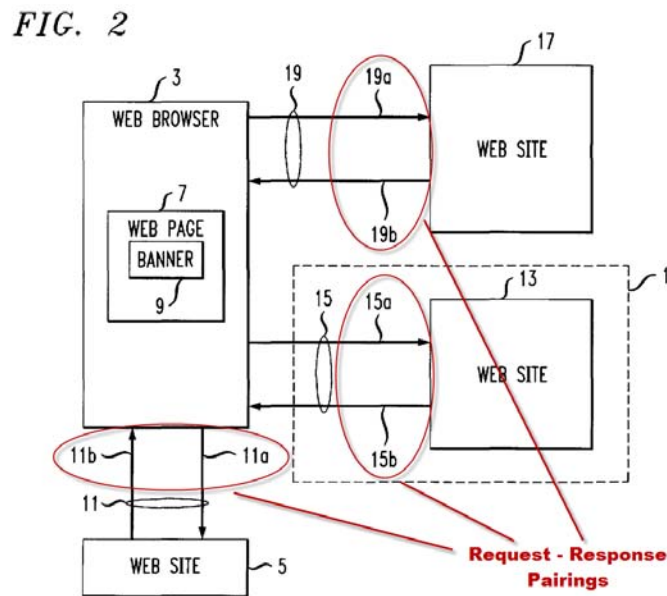 FIG. 2
17
3
19
19a
WEB BROWSER
WEB SITE
7
WEB PAGE
BANNER
9
19b
13
1
15
15a
WEB SITE
11b
11a
15b
11
WEB SITE
5
Request - Response
Pairings